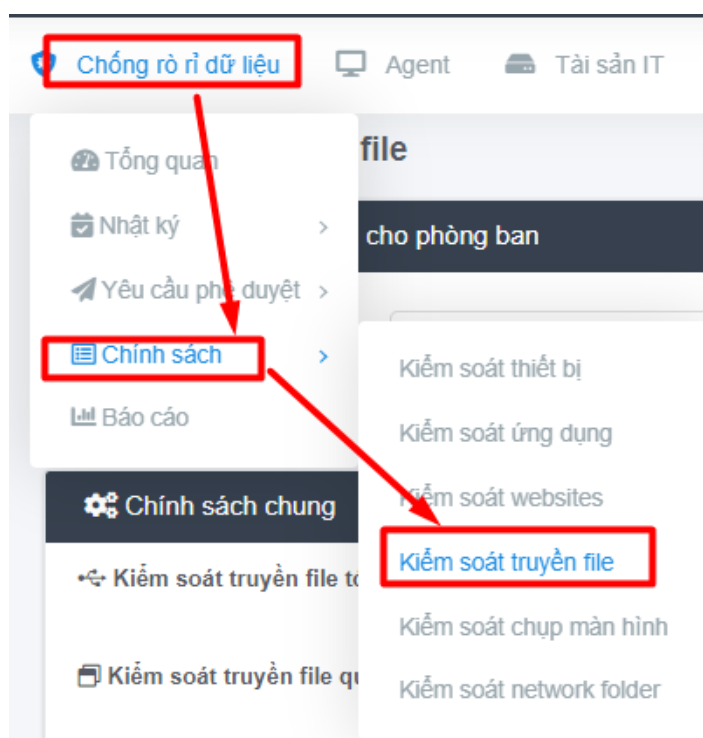 Chống rò rỉ dữ liệu Agent Tài sản IT
file
Tổng quan
cho phòng ban
Nhật ký
Yêu cầu phê duyệt
Chính sách
Báo cáo
Kiểm soát thiết bị
Kiểm soát ứng dụng
Kiểm soát websites
Kiểm soát truyền file
Kiểm soát chụp màn hình
Kiểm soát network folder
Chính sách chung
Kiểm soát truyền file tớ
Kiểm soát truyền file qu